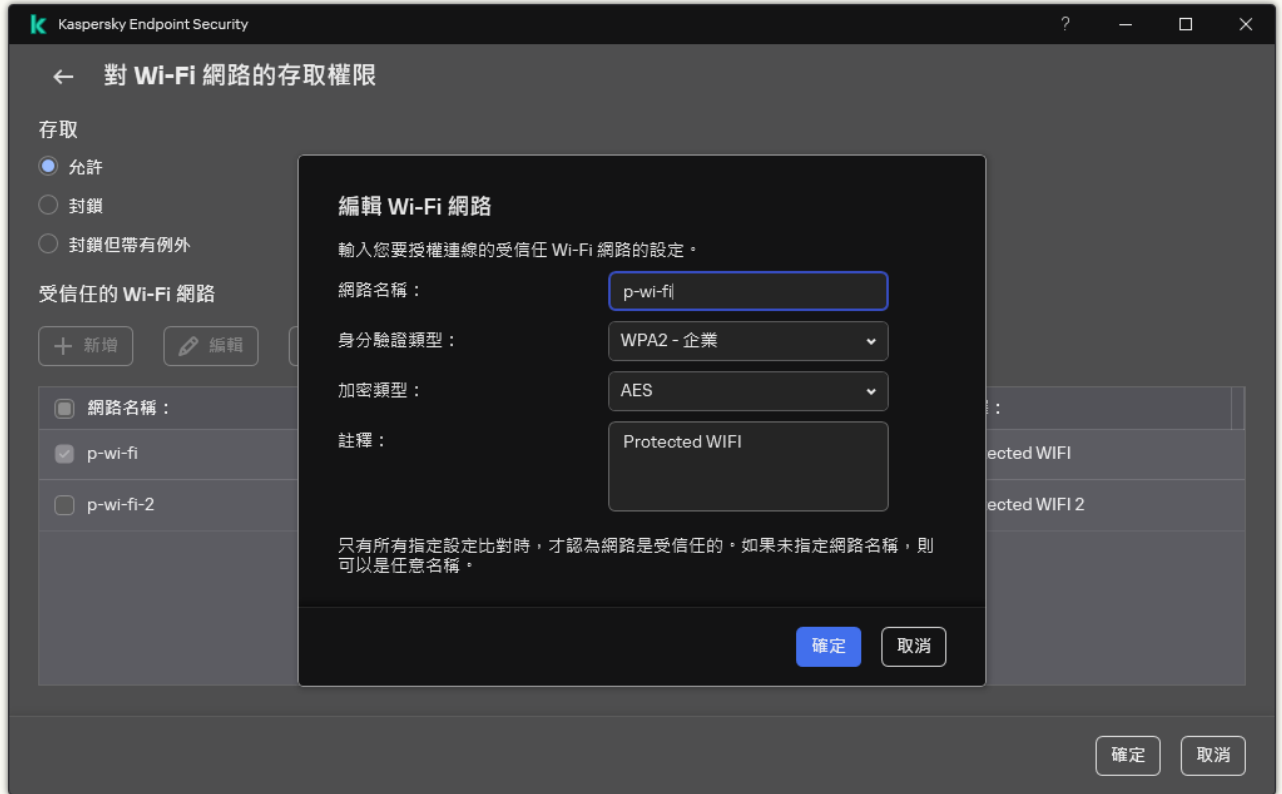 Kaspersky Endpoint Security
對 Wi-Fi 網路的存取權限
存取
允許
封鎖
封鎖但帶有例外
受信任的 Wi-Fi 網路
新增
編輯
網路名稱：
p-wi-fi
ected WIFI
p-wi-fi-2
ected WIFI 2
編輯 Wi-Fi 網路
輸入您要授權連線的受信任 Wi-Fi 網路的設定。
網路名稱：
p-wi-fi
身分驗證類型：
WPA2 - 企業
加密類型：
AES
註釋：
Protected WIFI
只有所有指定設定比對時，才認為網路是受信任的。如果未指定網路名稱，則
可以是任意名稱。
確定
取消
確定
取消